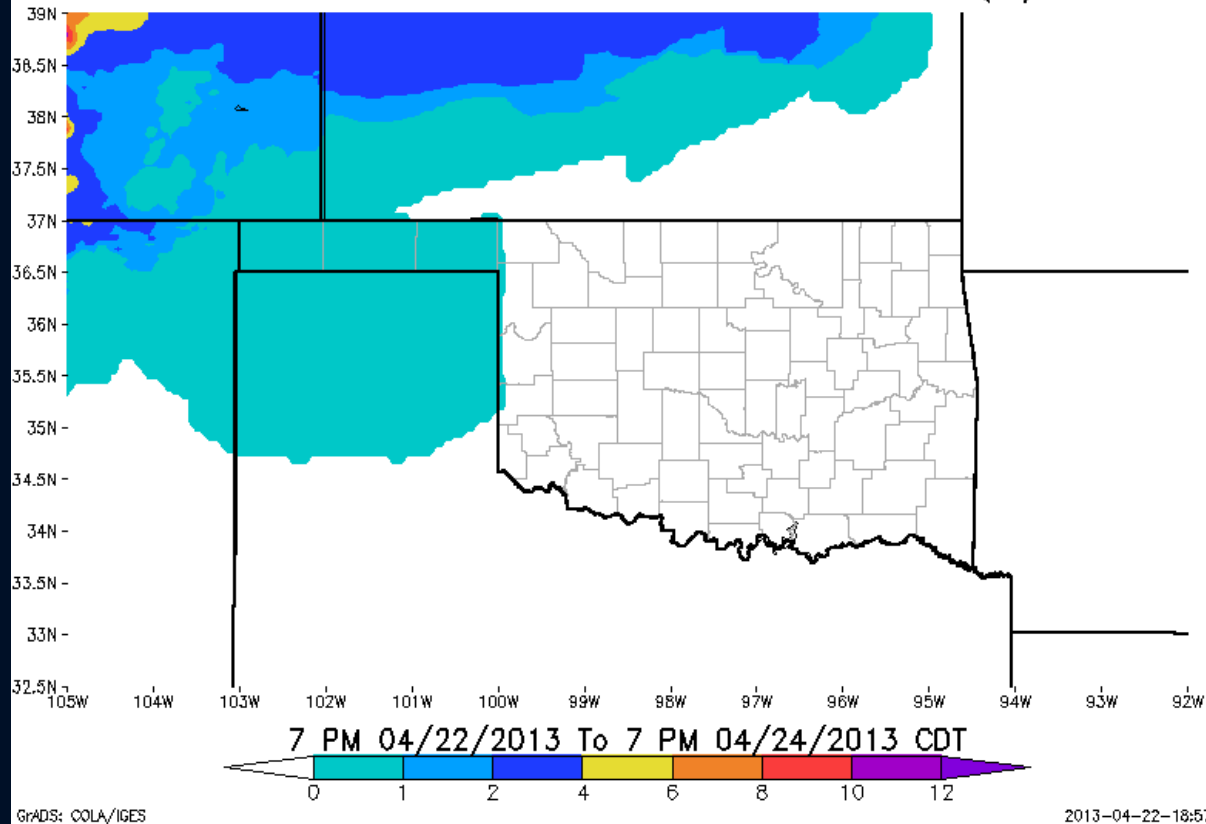 39N
38.5N
38N
37.5N
37N
36.5N
36N
35.5N
35N
34.5N
34N
33.5N
33N
32.5N
105W 104W 103W 102W 101W 100W 99W 98W 97W 96W 95W 94W 93W 92W
7 PM 04/22/2013 To 7 PM 04/24/2013 CDT
0 1 2 4 6 8 10 12
GrADS: COLA/IGES 2013-04-22-18:57